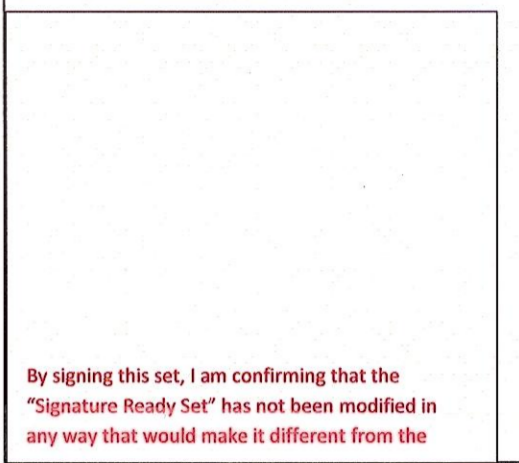 By signing this set, I am confirming that the
“Signature Ready Set” has not been modified in
any way that would make it different from the